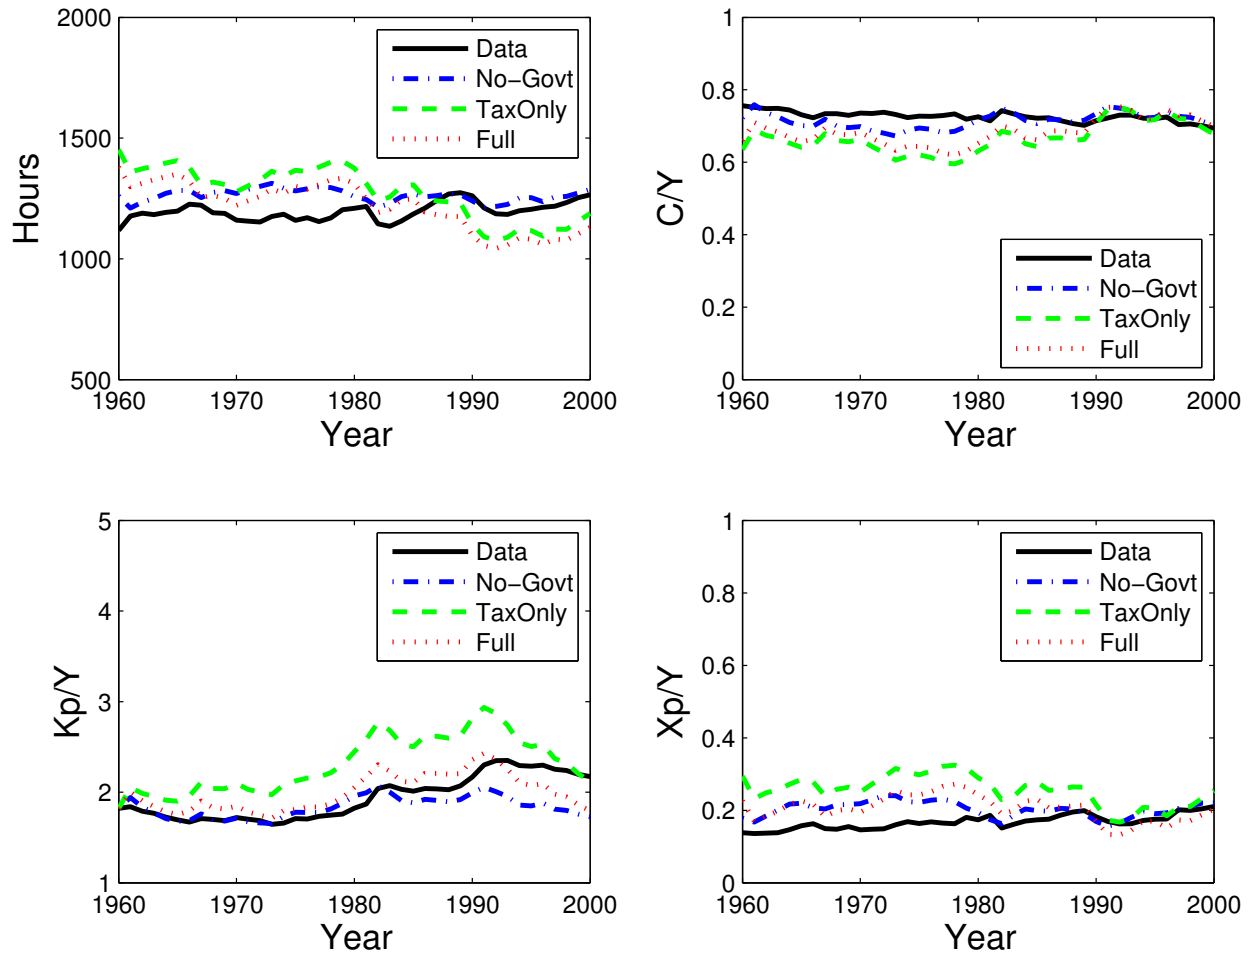 2000
1500
1000
500
Hours
1960
1970
1980
1990
2000
Year
Data
No−Govt
TaxOnly
Full
1
0.8
0.6
0.4
0.2
0
C/Y
1960
1970
1980
1990
2000
Year
Data
No−Govt
TaxOnly
Full
5
4
3
2
1
Kp/Y
1960
1970
1980
1990
2000
Year
Data
No−Govt
TaxOnly
Full
1
0.8
0.6
0.4
0.2
0
Xp/Y
1960
1970
1980
1990
2000
Year
Data
No−Govt
TaxOnly
Full